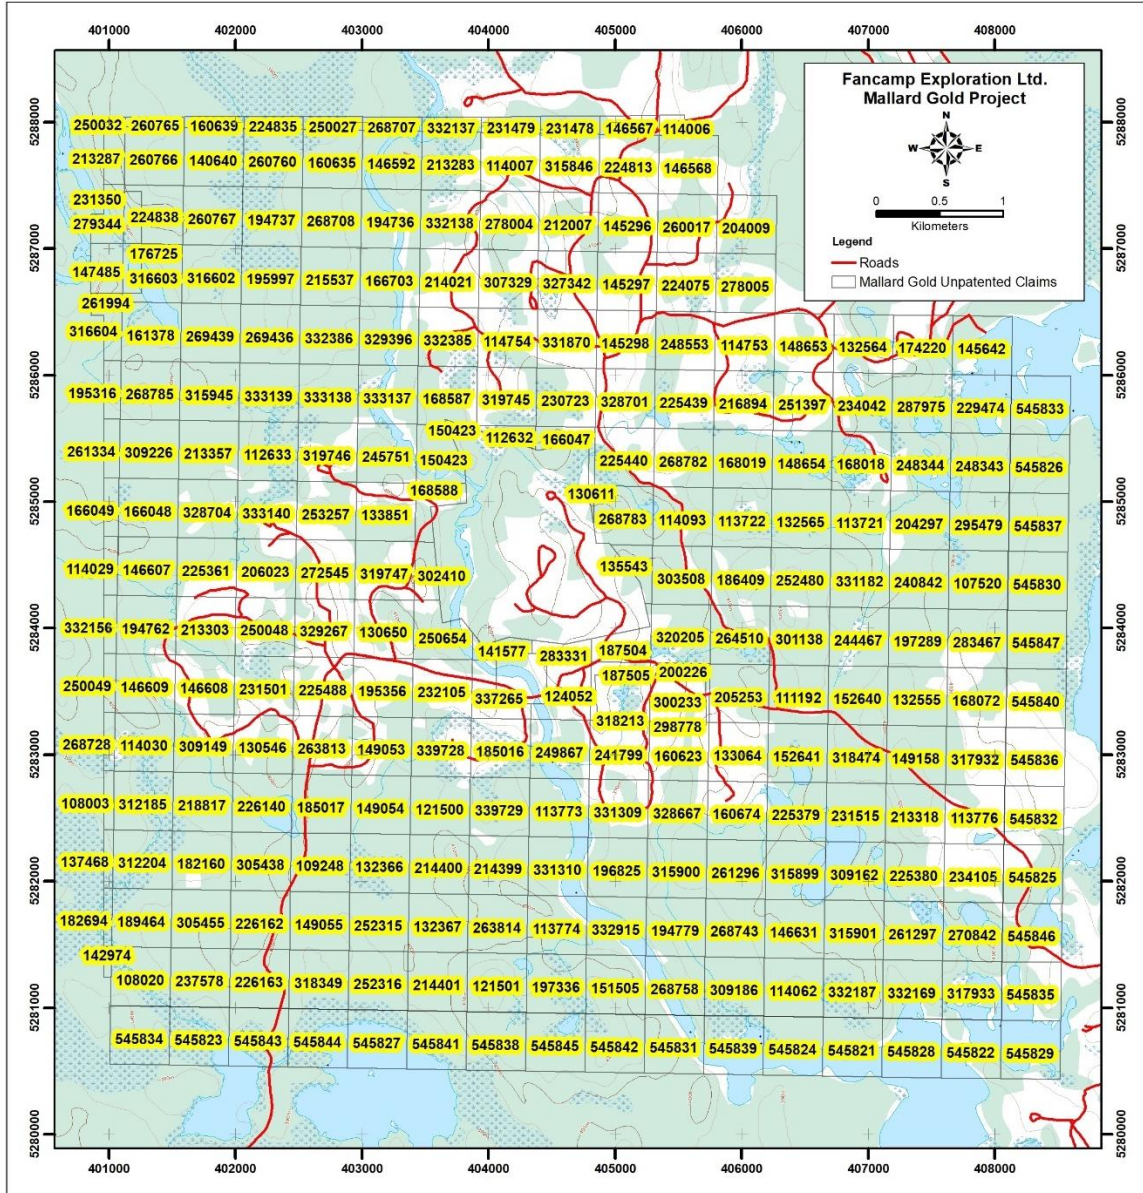 401000 402000 403000 404000 405000 406000 407000 408000
Fancamp Exploration Ltd.
Mallard Gold Project
N
W E
S
0 0.5 1
Kilometers
Legend
Roads
Mallard Gold Unpatented Claims
5288000 5288000
250032 260765 160639 224835 250027 268707 332137 231479 231478 146567 114006
213287 260766 140640 260760 160635 146592 213283 114007 315846 224813 146568
231350
279344 224838 260767 194737 268708 194736 332138 278004 212007 145296 260017 204009
5287000 5287000
176725
147485 316603 316602 195997 215537 166703 214021 307329 327342 145297 224075 278005
261994
316604 161378 269439 269436 332386 329396 332385 114754 331870 145298 248553 114753 148653 132564 174220 145642
5286000 5286000
195316 268785 315945 333139 333138 333137 168587 319745 230723 328701 225439 216894 251397 234042 287975 229474 545833
150423 112632 166047
261334 309226 213357 112633 319746 245751 150423 225440 268782 168019 148654 168018 248344 248343 545826
168588 130611
5285000 5285000
166049 166048 328704 333140 253257 133851 268783 114093 113722 132565 113721 204297 295479 545837
135543
114029 146607 225361 206023 272545 319747 302410 303508 186409 252480 331182 240842 107520 545830
5284000 5284000
332156 194762 213303 250048 329267 130650 250654 320205 264510 301138 244467 197289 283467 545847
141577 283331 187504
187505 200226
250049 146609 146608 231501 225488 195356 232105 337265 124052 300233 205253 111192 152640 132555 168072 545840
318213 298778
5283000 5283000
268728 114030 309149 130546 263813 149053 339728 185016 249867 241799 160623 133064 152641 318474 149158 317932 545836
108003 312185 218817 226140 185017 149054 121500 339729 113773 331309 328667 160674 225379 231515 213318 113776 545832
5282000 5282000
137468 312204 182160 305438 109248 132366 214400 214399 331310 196825 315900 261296 315899 309162 225380 234105 545825
182694 189464 305455 226162 149055 252315 132367 263814 113774 332915 194779 268743 146631 315901 261297 270842 545846
142974
5281000 5281000
108020 237578 226163 318349 252316 214401 121501 197336 151505 268758 309186 114062 332187 332169 317933 545835
545834 545823 545843 545844 545827 545841 545838 545845 545842 545831 545839 545824 545821 545828 545822 545829
5280000 5280000
401000 402000 403000 404000 405000 406000 407000 408000